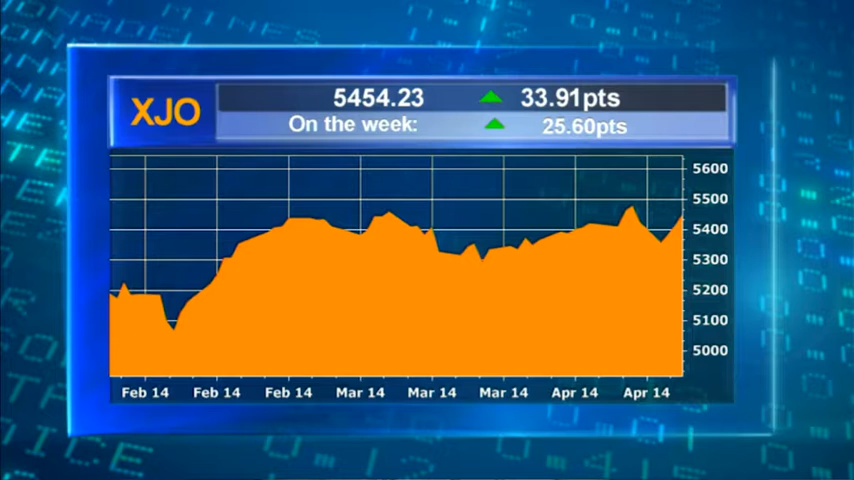 XJO
5454.23 33.91pts
On the week: 25.60pts
5600
5500
5400
5300
5200
5100
5000
Feb 14 Feb 14 Feb 14 Mar 14 Mar 14 Mar 14 Apr 14 Apr 14